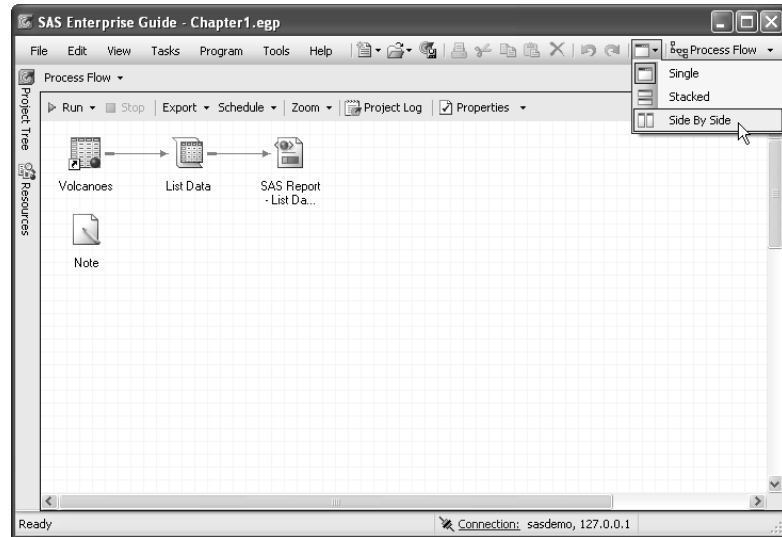 SAS Enterprise Guide - Chapter1.egp
File Edit View Tasks Program Tools Help Process Flow
Single
Stacked
Side By Side
Process Flow
Run Stop Export Schedule Zoom Project Log Properties
Project Tree
Resources
Volcanoes List Data SAS Report
- List Da...
Note
Ready Connection: sasdemo, 127.0.0.1